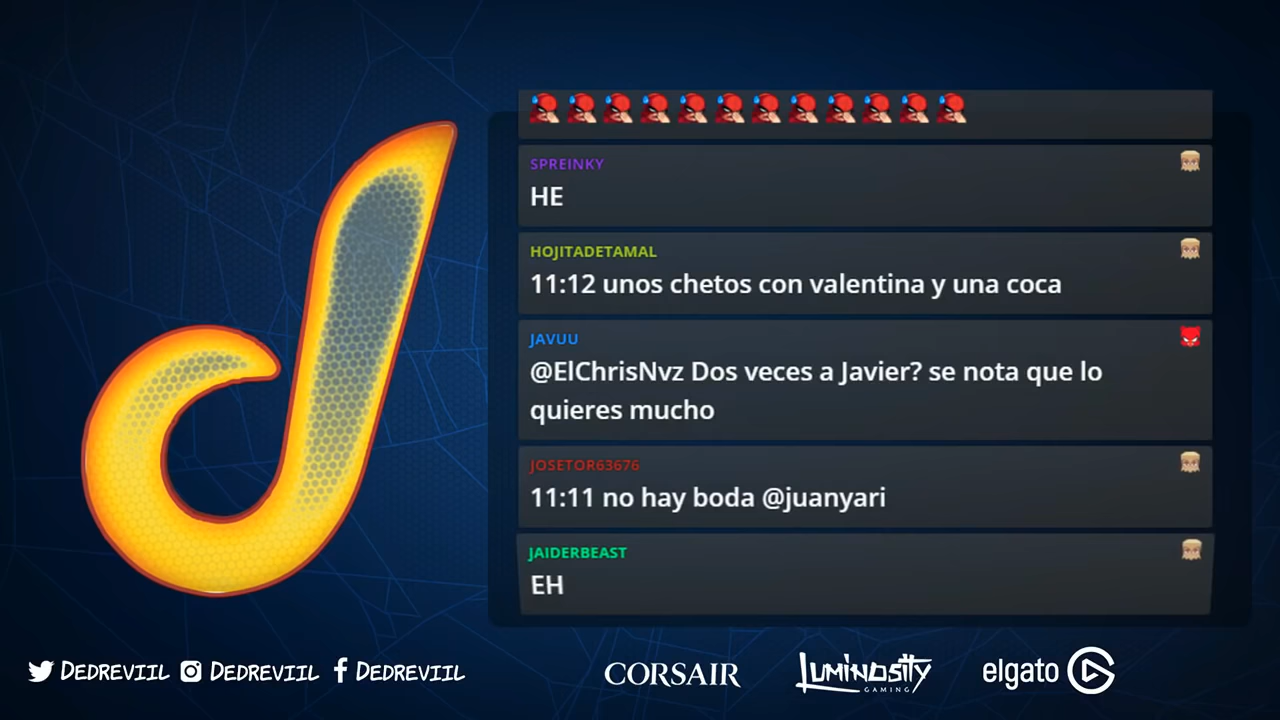 SPREINKY
HE
HOJITADETAMAL
11:12 unos chetos con valentina y una coca
JAVUU
@ElChrisNvz Dos veces a Javier? se nota que lo
quieres mucho
JOSETOR63676
11:11 no hay boda @juanyari
JAIDERBEAST
EH
DEDREVIIL DEDREVIIL DEDREVIIL
CORSAIR
LUMINOSITY
GAMING
elgato